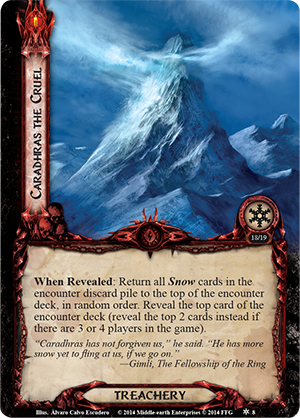 CARADHRAS THE CRUEL
18/19
When Revealed: Return all Snow cards in the
encounter discard pile to the top of the encounter
deck, in random order. Reveal the top card of the
encounter deck (reveal the top 2 cards instead if
there are 3 or 4 players in the game).
"Caradhras has not forgiven us," he said. "He has more
snow yet to fling at us, if we go on."
—Gimli, The Fellowship of the Ring
TREACHERY
Illus. Álvaro Calvo Escudero © 2014 Middle-earth Enterprises © 2014 FFG 8